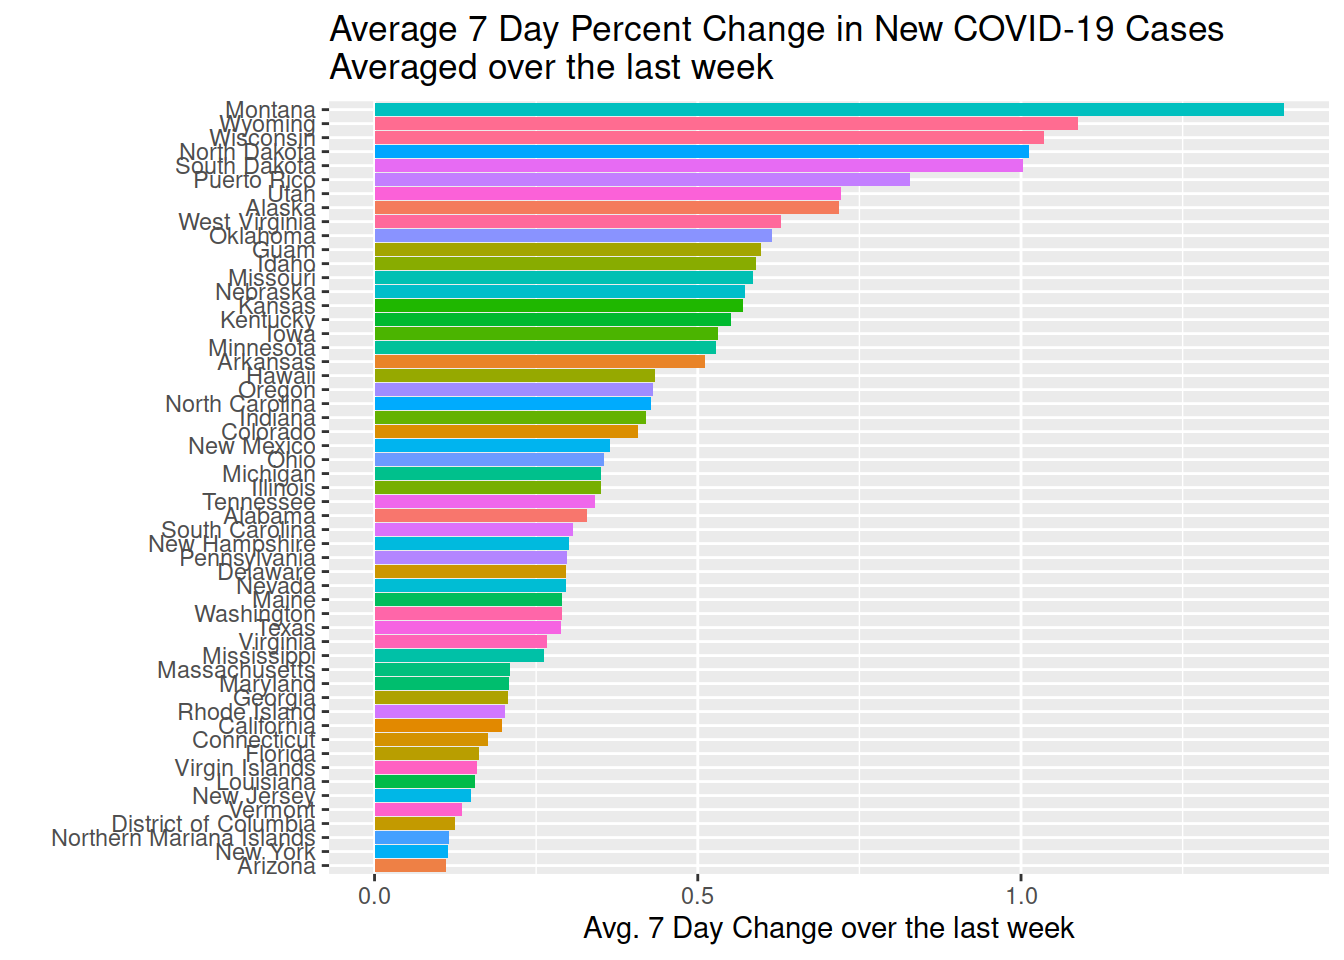 Average 7 Day Percent Change in New COVID-19 Cases
Averaged over the last week
Montana
Wyoming
Wisconsin
North Dakota
South Dakota
Puerto Rico
Utah
Alaska
West Virginia
Oklahoma
Guam
Idaho
Missouri
Nebraska
Kansas
Kentucky
Iowa
Minnesota
Arkansas
Hawaii
Oregon
North Carolina
Indiana
Colorado
New Mexico
Ohio
Michigan
Illinois
Tennessee
Alabama
South Carolina
New Hampshire
Pennsylvania
Delaware
Nevada
Maine
Washington
Texas
Virginia
Mississippi
Massachusetts
Maryland
Georgia
Rhode Island
California
Connecticut
Florida
Virgin Islands
Louisiana
New Jersey
Vermont
District of Columbia
Northern Mariana Islands
New York
Arizona
0.0 0.5 1.0
Avg. 7 Day Change over the last week